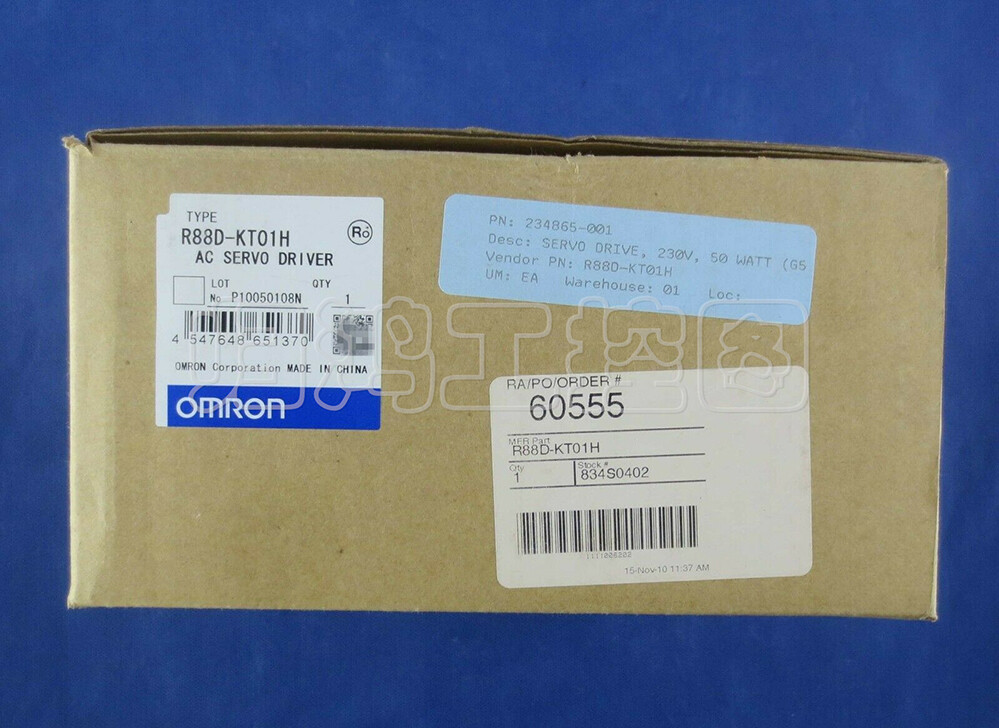 TYPE
R88D-KT01H
AC SERVO DRIVER
Ro
LOT
QTY
No. P10050108N
1
4 547648 651370
OMRON Corporation MADE IN CHINA
OMRON
PN: 234865-001
Desc: SERVO DRIVE, 230V, 50 WATT (G5
Vendor PN: R88D-KT01H
UM: EA Warehouse: 01 Loc:
RA/PO/ORDER #
60555
MFR Part
R88D-KT01H
Qty
1
Stock #
834S0402
1111006202
15-Nov-10 11:37 AM